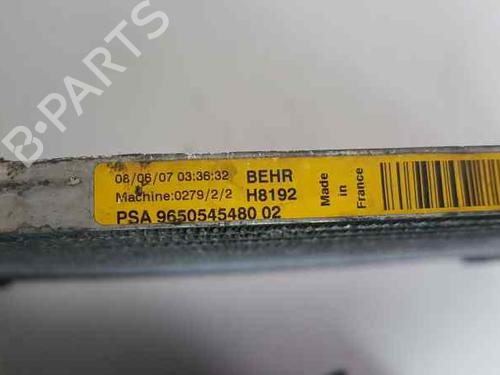 B-PARTS
08/06/07 03:36:32 BEHR
Machine:0279/2/2 H8192
PSA 9650545480 02
Made
in
France